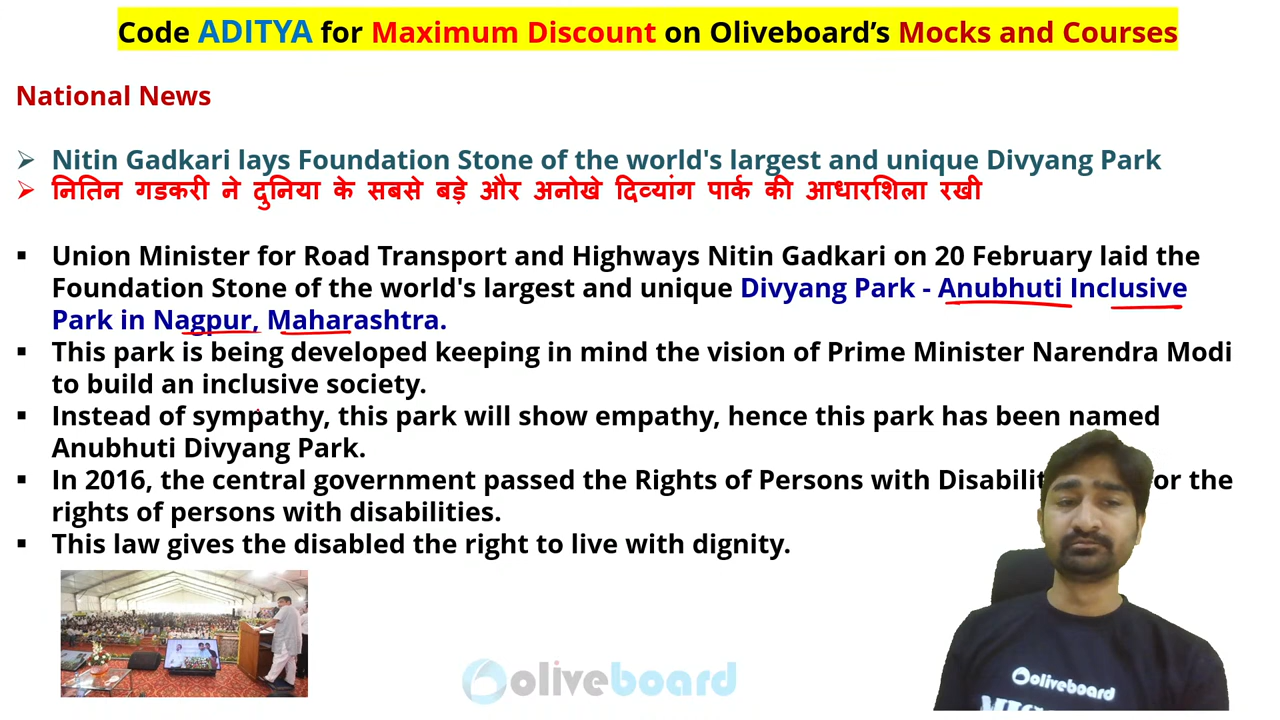 Code ADITYA for Maximum Discount on Oliveboard’s Mocks and Courses
National News
➢ Nitin Gadkari lays Foundation Stone of the world's largest and unique Divyang Park
➢ नितिन गडकरी ने दुनिया के सबसे बड़े और अनोखे दिव्यांग पार्क की आधारशिला रखी
▪ Union Minister for Road Transport and Highways Nitin Gadkari on 20 February laid the
Foundation Stone of the world's largest and unique Divyang Park - Anubhuti Inclusive
Park in Nagpur, Maharashtra.
▪ This park is being developed keeping in mind the vision of Prime Minister Narendra Modi
to build an inclusive society.
▪ Instead of sympathy, this park will show empathy, hence this park has been named
Anubhuti Divyang Park.
▪ In 2016, the central government passed the Rights of Persons with the
rights of persons with disabilities.
▪ This law gives the disabled the right to live with dignity.
oliveboard
oliveboard